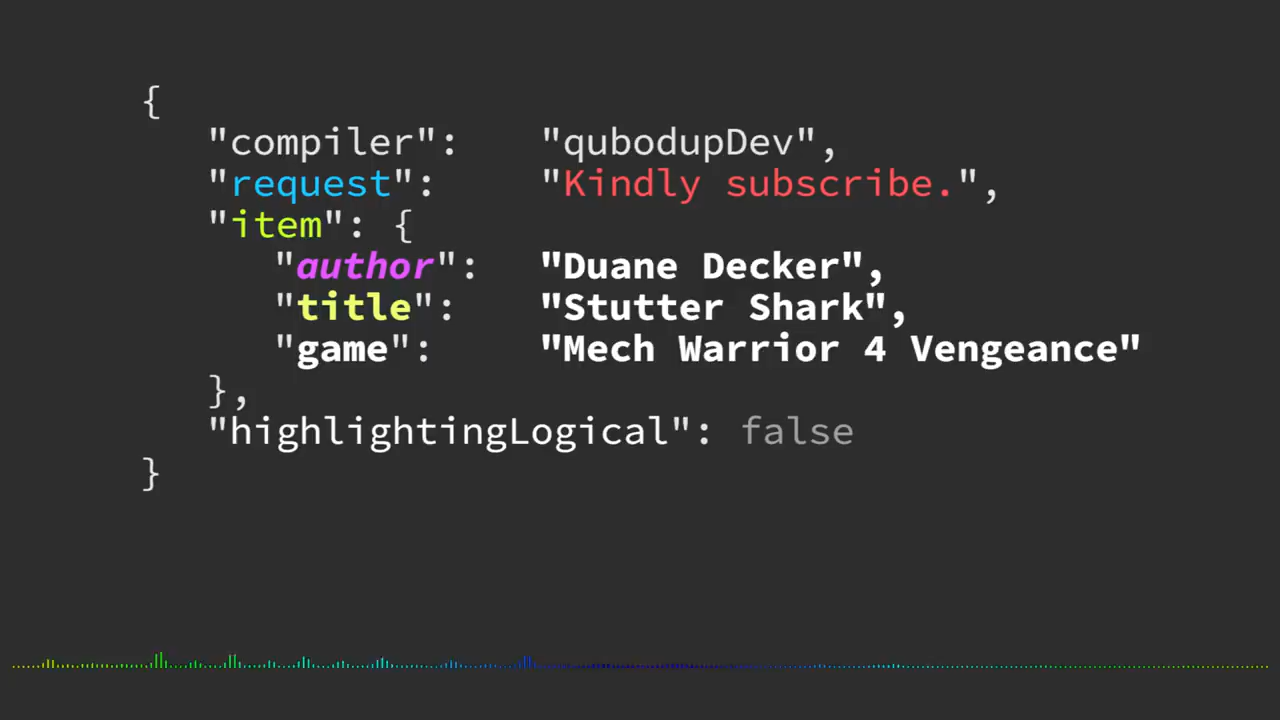 {
"compiler": "qubodupDev",
"request": "Kindly subscribe.",
"item": {
"author": "Duane Decker",
"title": "Stutter Shark",
"game": "Mech Warrior 4 Vengeance"
},
"highlightingLogical": false
}